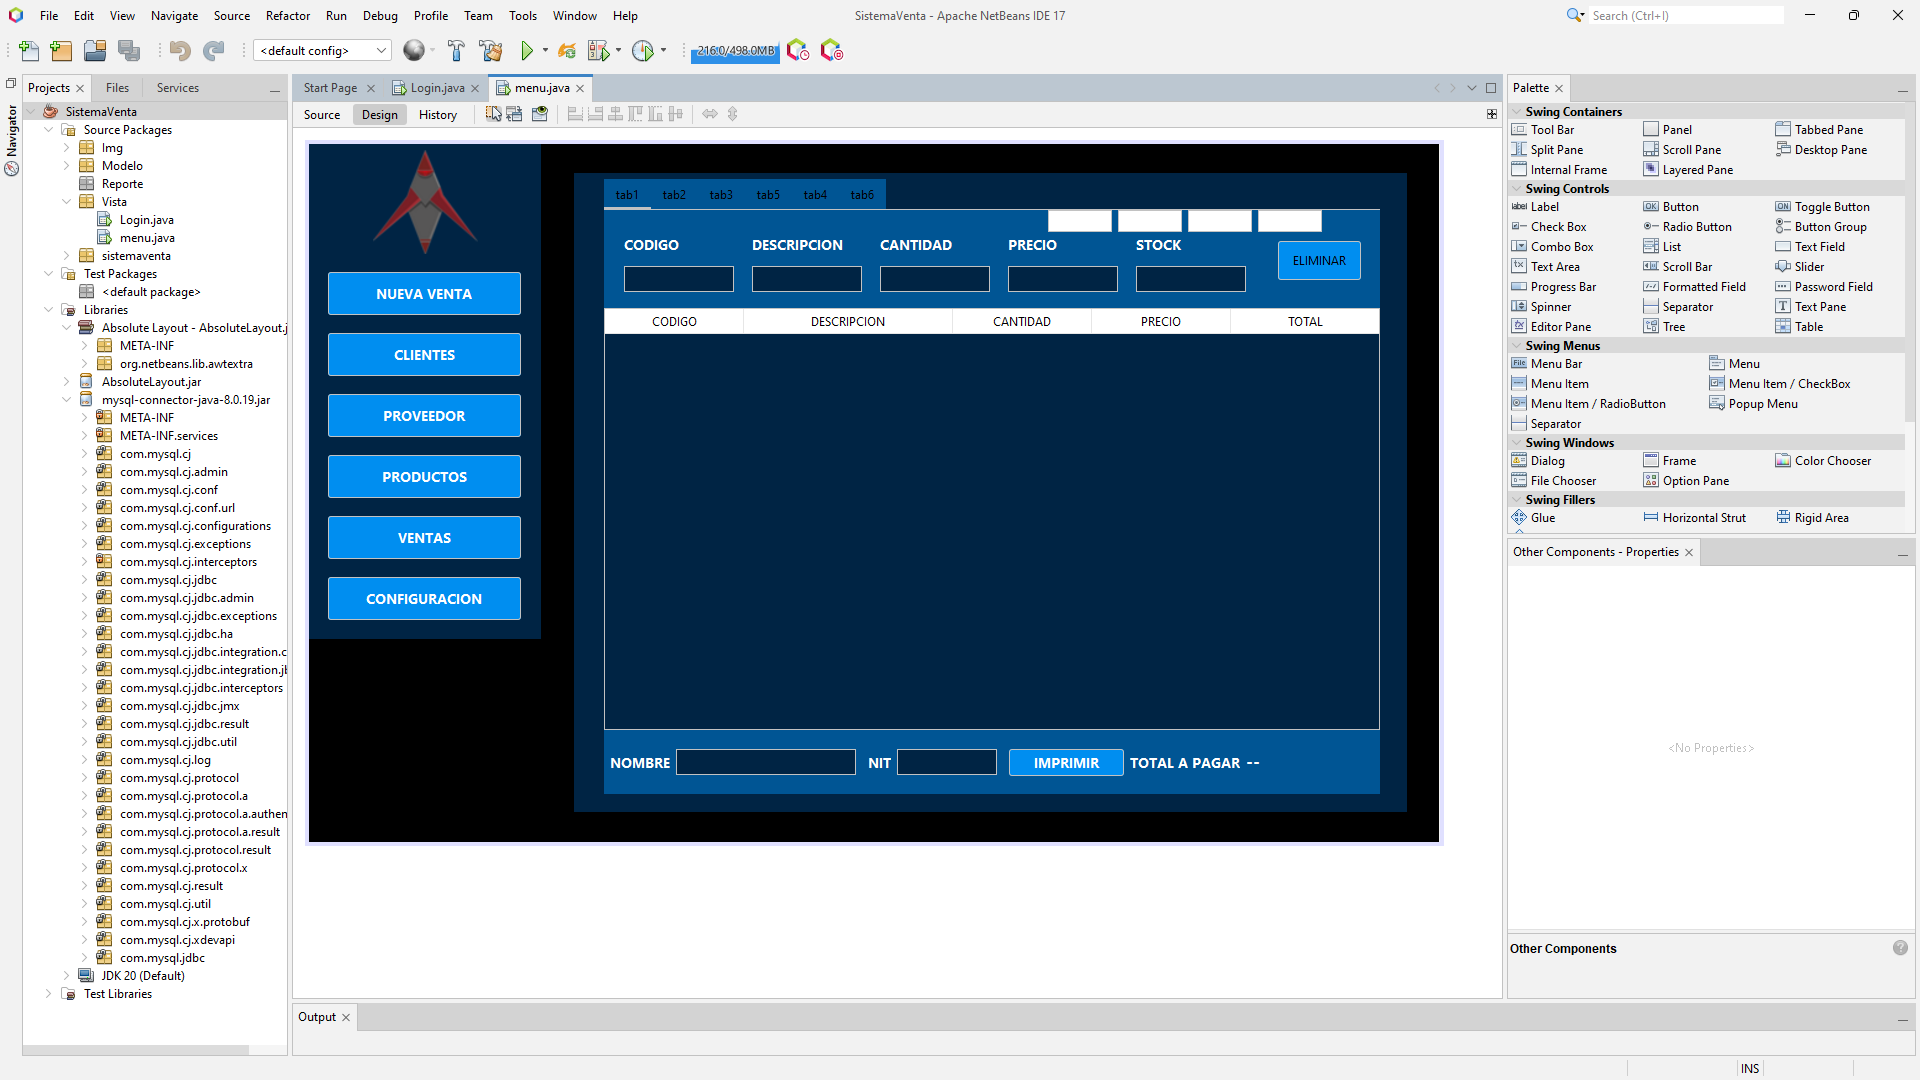 File Edit View Navigate Source Refactor Run Debug Profile Team Tools Window Help SistemaVenta - Apache NetBeans IDE 17 Search (Ctrl+I)
<default config> 216.0/498.0MB
Projects Files Services
Navigator
SistemaVenta
Source Packages
Img
Modelo
Reporte
Vista
Login.java
menu.java
sistemaventa
Test Packages
<default package>
Libraries
Absolute Layout - AbsoluteLayout.j
META-INF
org.netbeans.lib.awtextra
AbsoluteLayout.jar
mysql-connector-java-8.0.19.jar
META-INF
META-INF.services
com.mysql.cj
com.mysql.cj.admin
com.mysql.cj.conf
com.mysql.cj.conf.url
com.mysql.cj.configurations
com.mysql.cj.exceptions
com.mysql.cj.interceptors
com.mysql.cj.jdbc
com.mysql.cj.jdbc.admin
com.mysql.cj.jdbc.exceptions
com.mysql.cj.jdbc.ha
com.mysql.cj.jdbc.integration.c
com.mysql.cj.jdbc.integration.jl
com.mysql.cj.jdbc.interceptors
com.mysql.cj.jdbc.jmx
com.mysql.cj.jdbc.result
com.mysql.cj.jdbc.util
com.mysql.cj.log
com.mysql.cj.protocol
com.mysql.cj.protocol.a
com.mysql.cj.protocol.a.authen
com.mysql.cj.protocol.a.result
com.mysql.cj.protocol.result
com.mysql.cj.protocol.x
com.mysql.cj.result
com.mysql.cj.util
com.mysql.cj.x.protobuf
com.mysql.cj.xdevapi
com.mysql.jdbc
JDK 20 (Default)
Test Libraries
Start Page Login.java menu.java
Source Design History
NUEVA VENTA
CLIENTES
PROVEEDOR
PRODUCTOS
VENTAS
CONFIGURACION
tab1 tab2 tab3 tab5 tab4 tab6
CODIGO DESCRIPCION CANTIDAD PRECIO STOCK
ELIMINAR
CODIGO DESCRIPCION CANTIDAD PRECIO TOTAL
NOMBRE NIT IMPRIMIR TOTAL A PAGAR --
Palette
Swing Containers
Tool Bar Panel Tabbed Pane
Split Pane Scroll Pane Desktop Pane
Internal Frame Layered Pane
Swing Controls
Label Button Toggle Button
Check Box Radio Button Button Group
Combo Box List Text Field
Text Area Scroll Bar Slider
Progress Bar Formatted Field Password Field
Spinner Separator Text Pane
Editor Pane Tree Table
Swing Menus
Menu Bar Menu
Menu Item Menu Item / CheckBox
Menu Item / RadioButton Popup Menu
Separator
Swing Windows
Dialog Frame Color Chooser
File Chooser Option Pane
Swing Fillers
Glue Horizontal Strut Rigid Area
Other Components - Properties
<No Properties>
Other Components
Output
INS